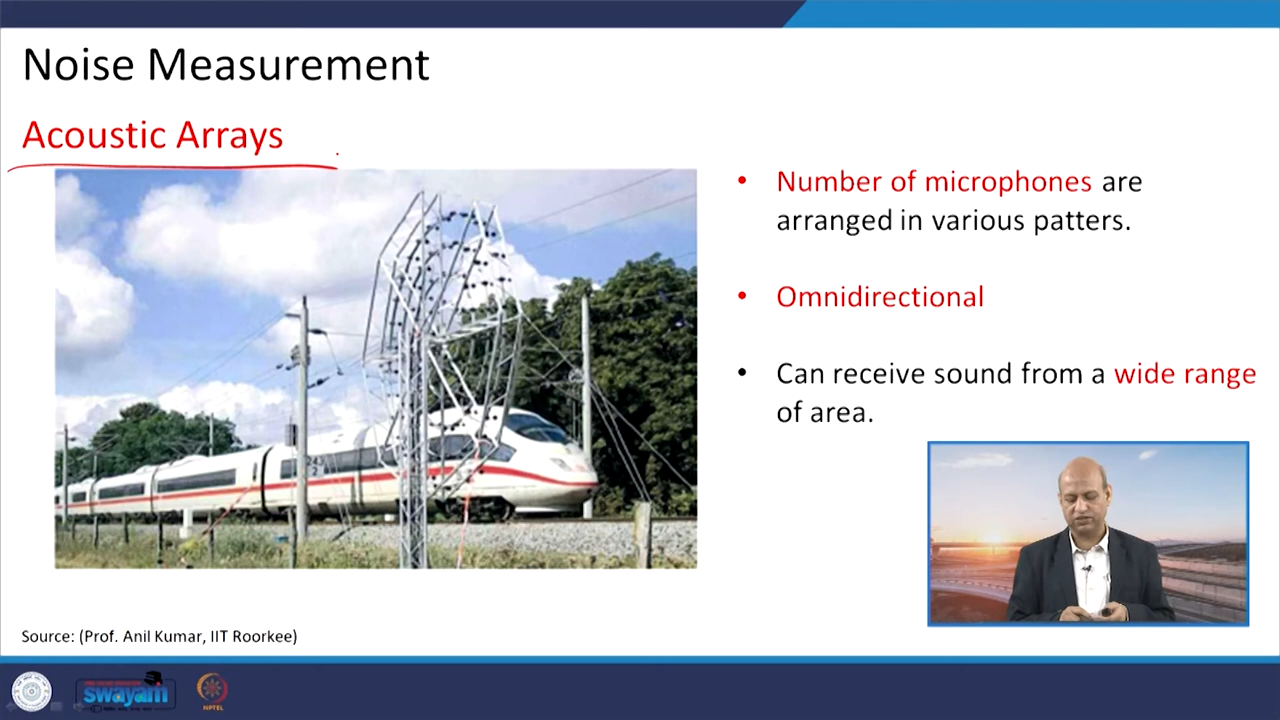 Noise Measurement
Acoustic Arrays
• Number of microphones are
arranged in various patters.
• Omnidirectional
• Can receive sound from a wide range
of area.
Source: (Prof. Anil Kumar, IIT Roorkee)
swayam
NPTEL